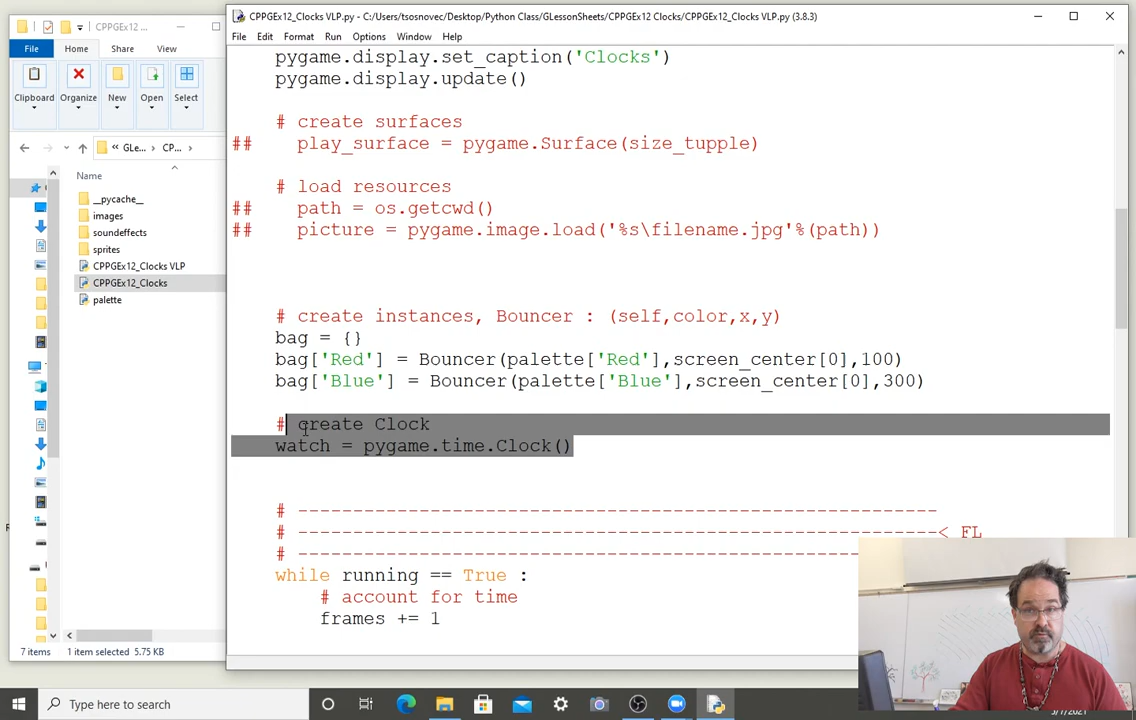 CPPGEx12 ...
File
Home
Share
View
Clipboard
Organize
New
Open
Select
« GLe... > CP... >
Name
__pycache__
images
soundeffects
sprites
CPPGEx12_Clocks VLP
CPPGEx12_Clocks
palette
7 items
1 item selected 5.75 KB
CPPGEx12_Clocks VLP.py - C:/Users/tsosnovec/Desktop/Python Class/GLessonSheets/CPPGEx12 Clocks/CPPGEx12_Clocks VLP.py (3.8.3)
File Edit Format Run Options Window Help
pygame.display.set_caption('Clocks')
pygame.display.update()
# create surfaces
## play_surface = pygame.Surface(size_tupple)
# load resources
## path = os.getcwd()
## picture = pygame.image.load('%s\filename.jpg'%(path))
# create instances, Bouncer : (self,color,x,y)
bag = {}
bag['Red'] = Bouncer(palette['Red'],screen_center[0],100)
bag['Blue'] = Bouncer(palette['Blue'],screen_center[0],300)
# create Clock
watch = pygame.time.Clock()
# ----------------------------------------------------------
# ----------------------------------------------------------< FL
# ----------------------------------------------------------
while running == True :
# account for time
frames += 1
Type here to search